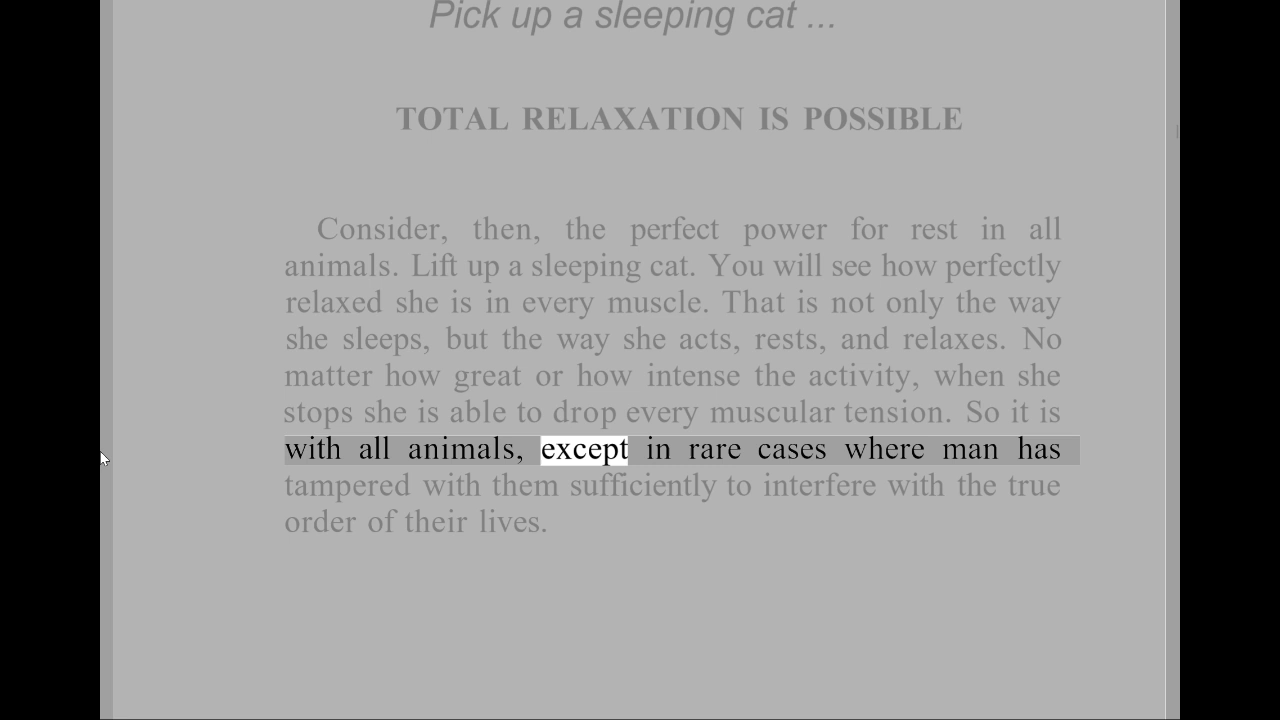 Pick up a sleeping cat ...
TOTAL RELAXATION IS POSSIBLE
Consider, then, the perfect power for rest in all
animals. Lift up a sleeping cat. You will see how perfectly
relaxed she is in every muscle. That is not only the way
she sleeps, but the way she acts, rests, and relaxes. No
matter how great or how intense the activity, when she
stops she is able to drop every muscular tension. So it is
with all animals, except in rare cases where man has
tampered with them sufficiently to interfere with the true
order of their lives.